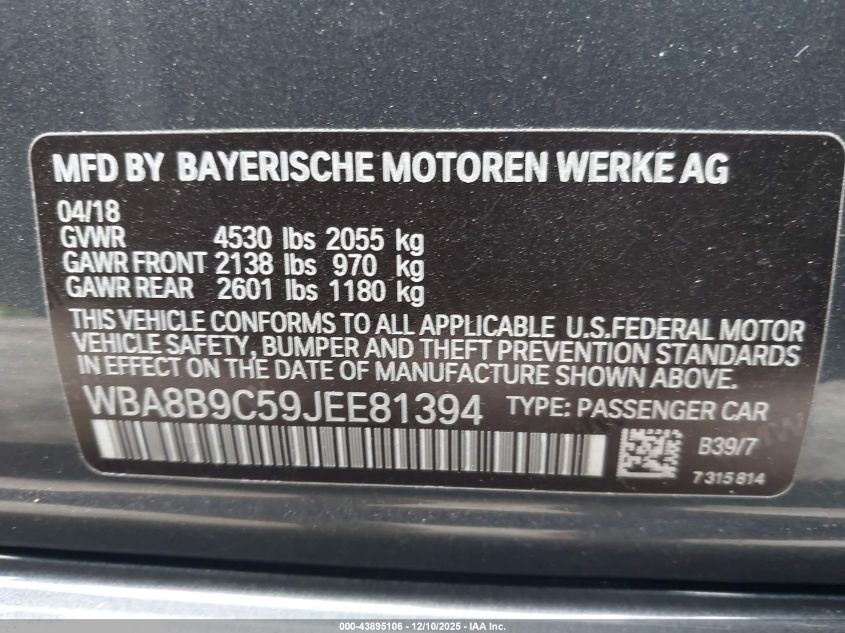 MFD BY BAYERISCHE MOTOREN WERKE AG
04/18
GVWR 4530 lbs 2055 kg
GAWR FRONT 2138 lbs 970 kg
GAWR REAR 2601 lbs 1180 kg
THIS VEHICLE CONFORMS TO ALL APPLICABLE U.S.FEDERAL MOTOR
VEHICLE SAFETY, BUMPER AND THEFT PREVENTION STANDARDS
IN EFFECT ON THE DATE OF MANUFACTURE SHOWN ABOVE.
WBA8B9C59JEE81394 TYPE: PASSENGER CAR
B39/7
7 315 814
000-43895106 - 12/10/2025 - IAA Inc.